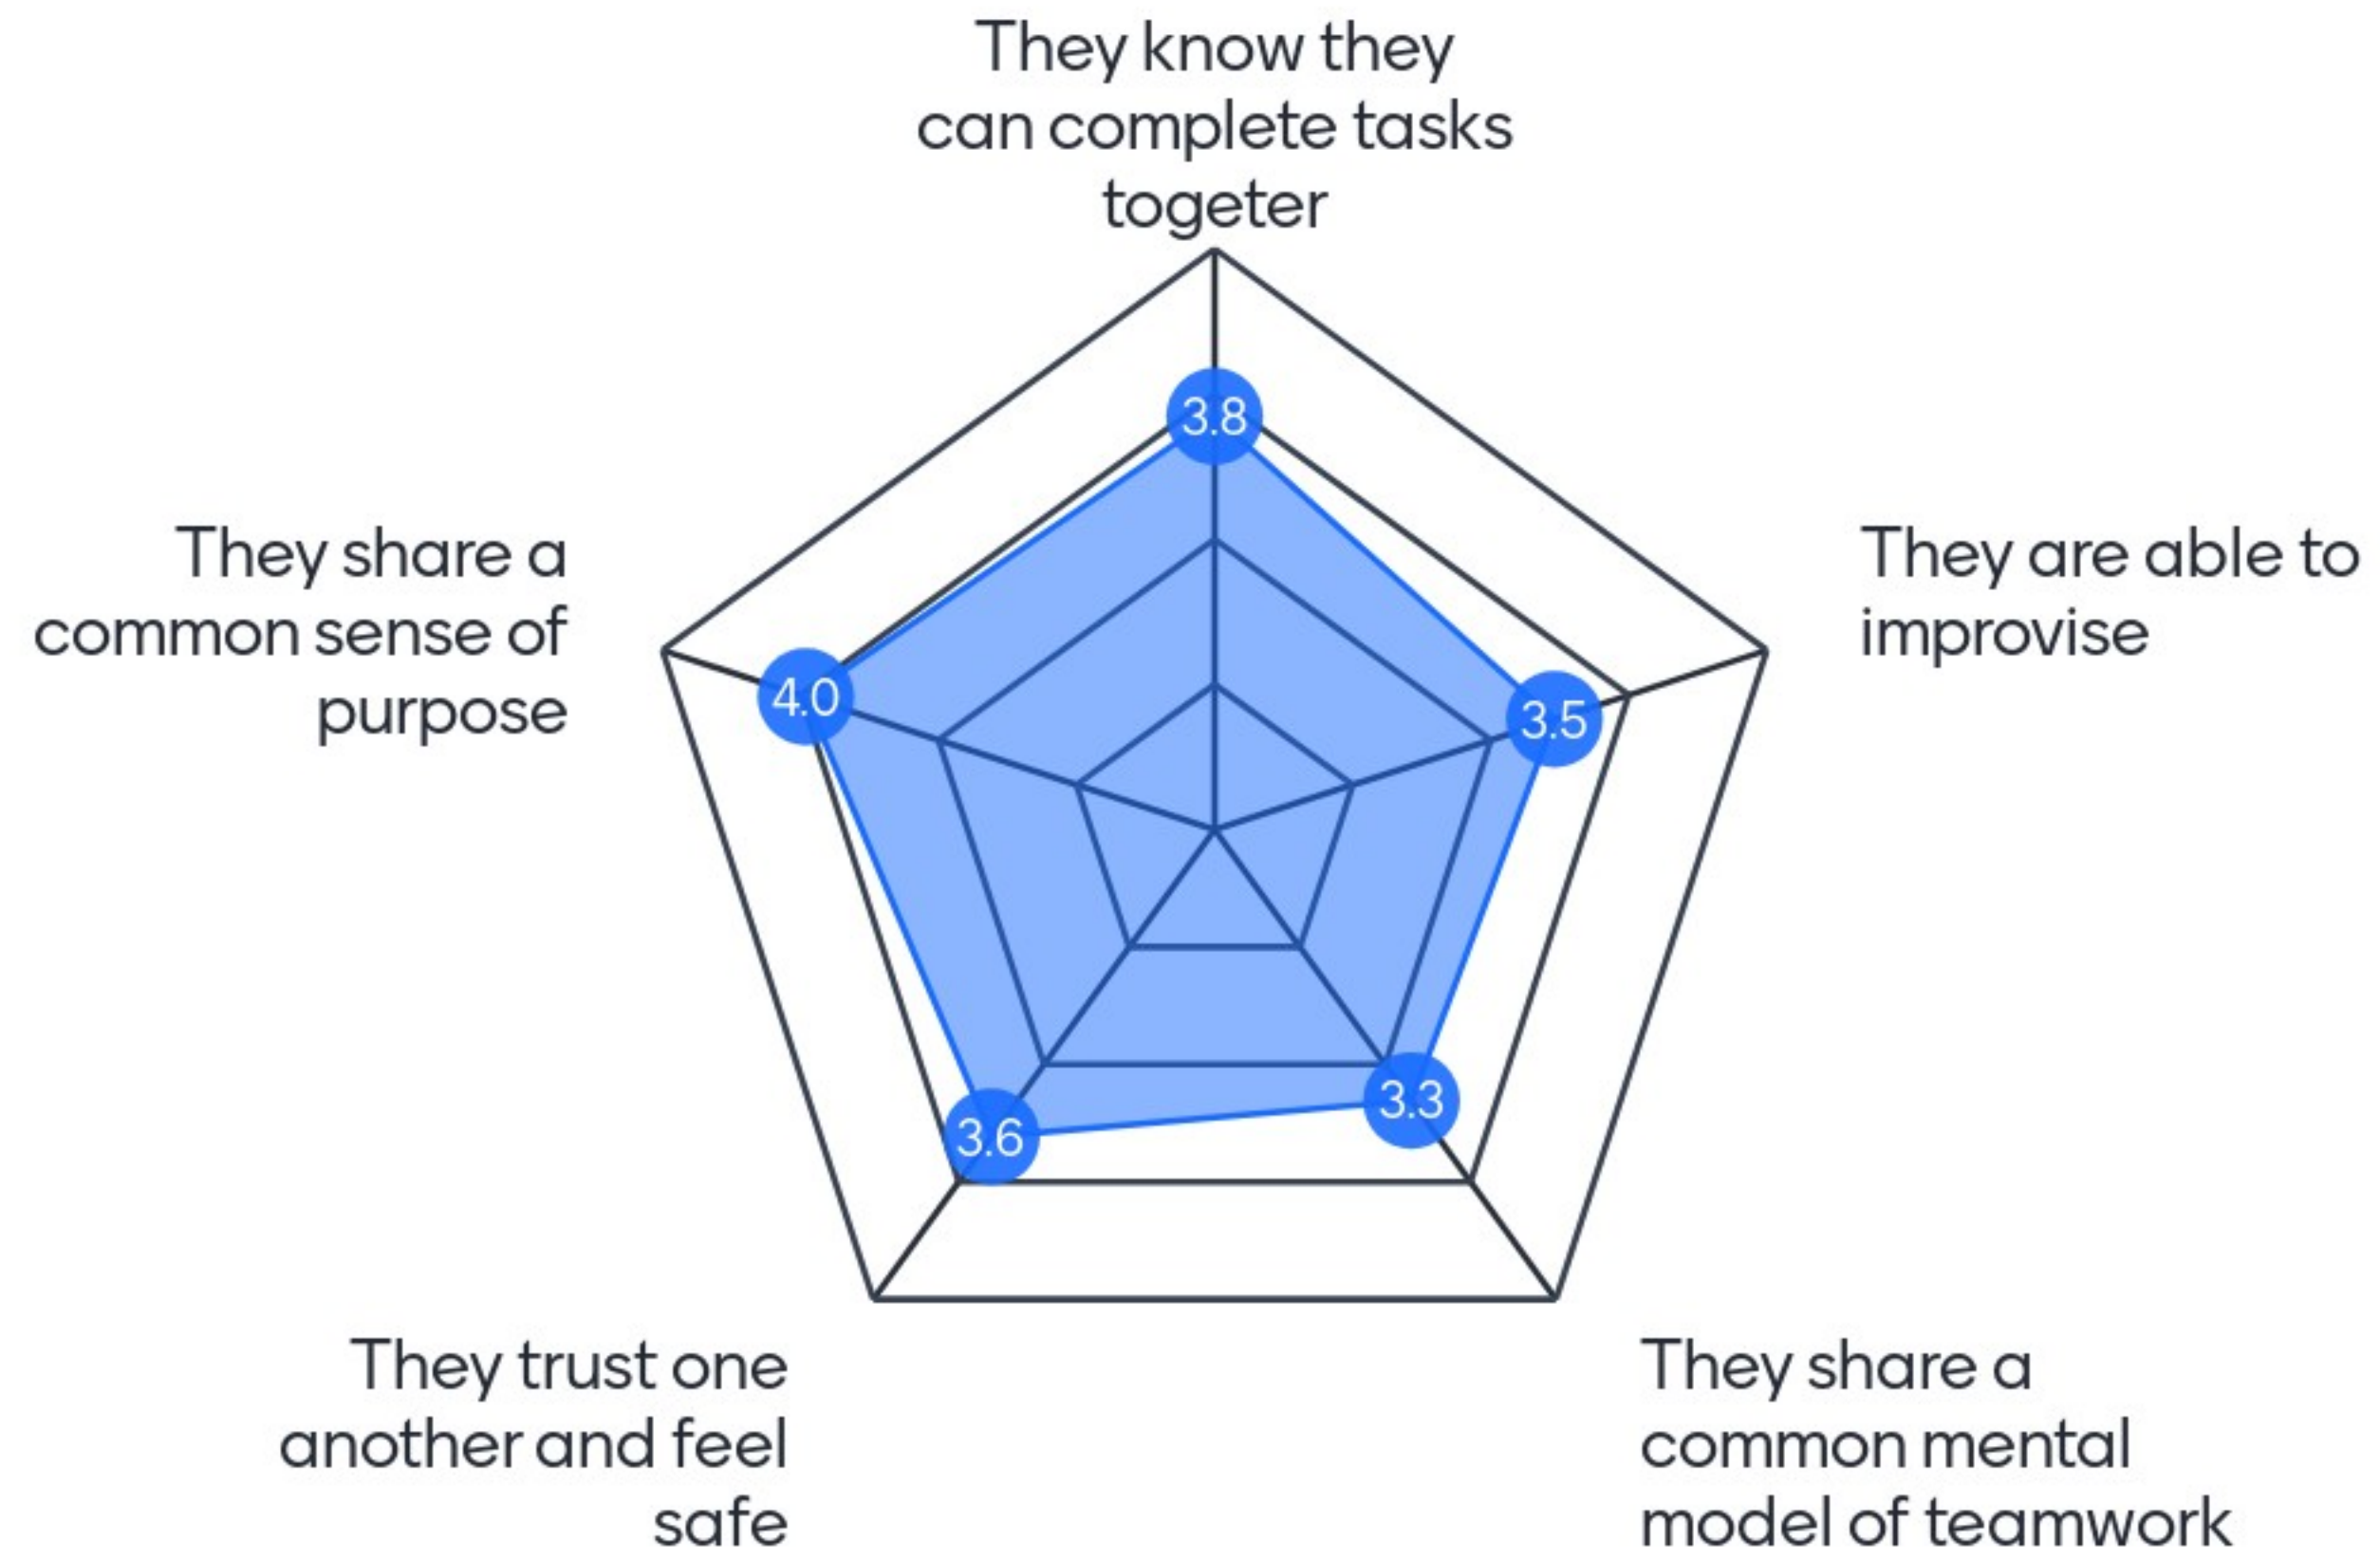 They know they
can complete tasks
togeter
3.8
They share a
common sense of
purpose
4.0
They are able to
improvise
3.5
3.6
3.3
They trust one
another and feel
safe
They share a
common mental
model of teamwork